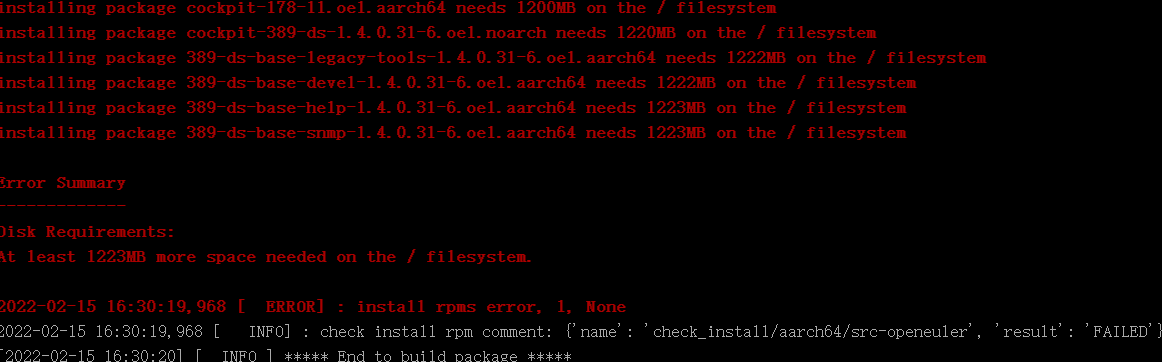 installing package cockpit-178-11.oe1.aarch64 needs 1200MB on the / filesystem
installing package cockpit-389-ds-1.4.0.31-6.oe1.noarch needs 1220MB on the / filesystem
installing package 389-ds-base-legacy-tools-1.4.0.31-6.oe1.aarch64 needs 1222MB on the / filesystem
installing package 389-ds-base-devel-1.4.0.31-6.oe1.aarch64 needs 1222MB on the / filesystem
installing package 389-ds-base-help-1.4.0.31-6.oe1.aarch64 needs 1223MB on the / filesystem
installing package 389-ds-base-snmp-1.4.0.31-6.oe1.aarch64 needs 1223MB on the / filesystem
Error Summary
-------------
Disk Requirements:
At least 1223MB more space needed on the / filesystem.
2022-02-15 16:30:19,968 [  ERROR] : install rpms error, 1, None
2022-02-15 16:30:19,968 [   INFO] : check install rpm comment: {'name': 'check_install/aarch64/src-openeuler', 'result': 'FAILED'}
[2022-02-15 16:30:20] [  INFO ] ***** End to build package *****